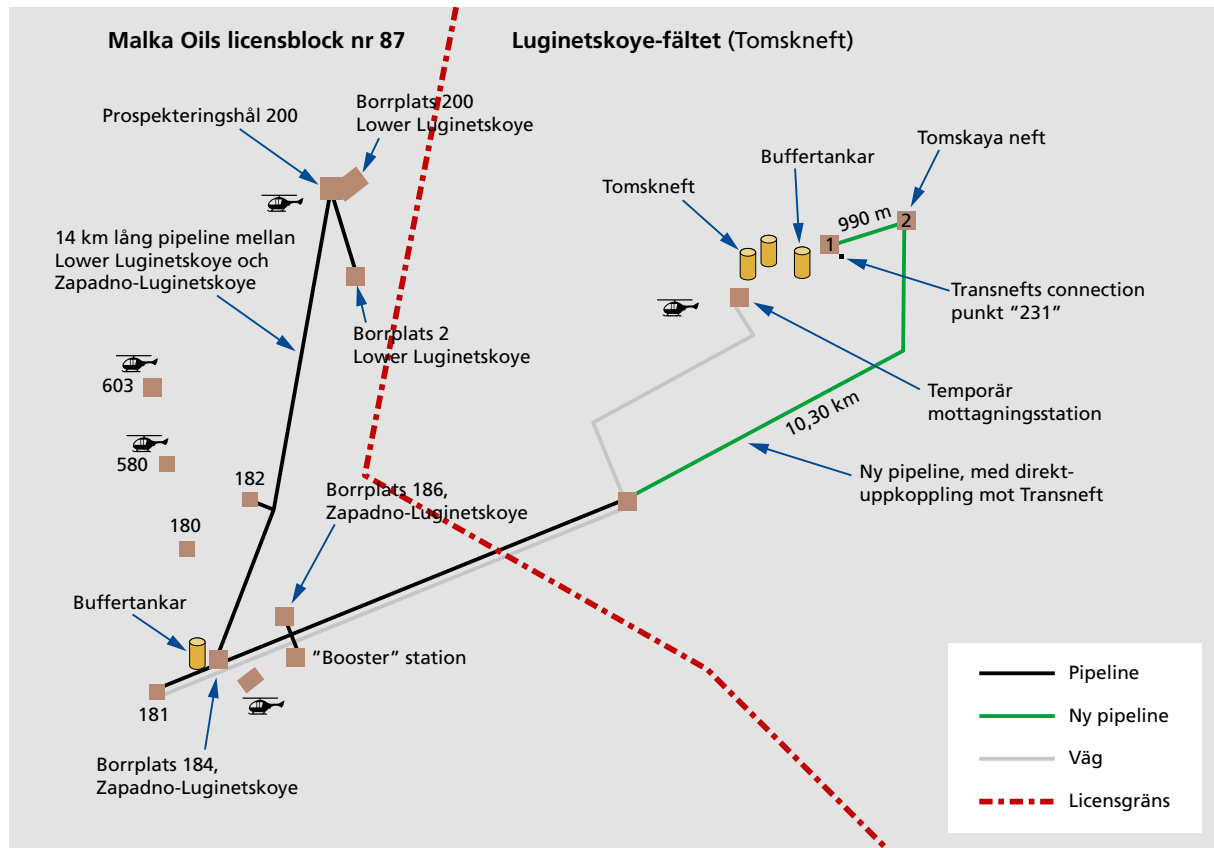 Malka Oils licensblock nr 87
Luginetskoye-fältet (Tomskneft)
Prospekteringshål 200
Borrplats 200
Lower Luginetskoye
Tomskaya neft
Buffertankar
Tomskneft
990 m
1
2
14 km lång pipeline mellan
Lower Luginetskoye och
Zapadno-Luginetskoye
Transnefts connection
punkt “231”
Borrplats 2
Lower Luginetskoye
603
Temporär
mottagningsstation
10,30 km
580
182
Borrplats 186,
Zapadno-Luginetskoye
Ny pipeline, med direkt-
uppkoppling mot Transneft
180
Buffertankar
”Booster” station
181
Borrplats 184,
Zapadno-Luginetskoye
Pipeline
Ny pipeline
Väg
Licensgräns